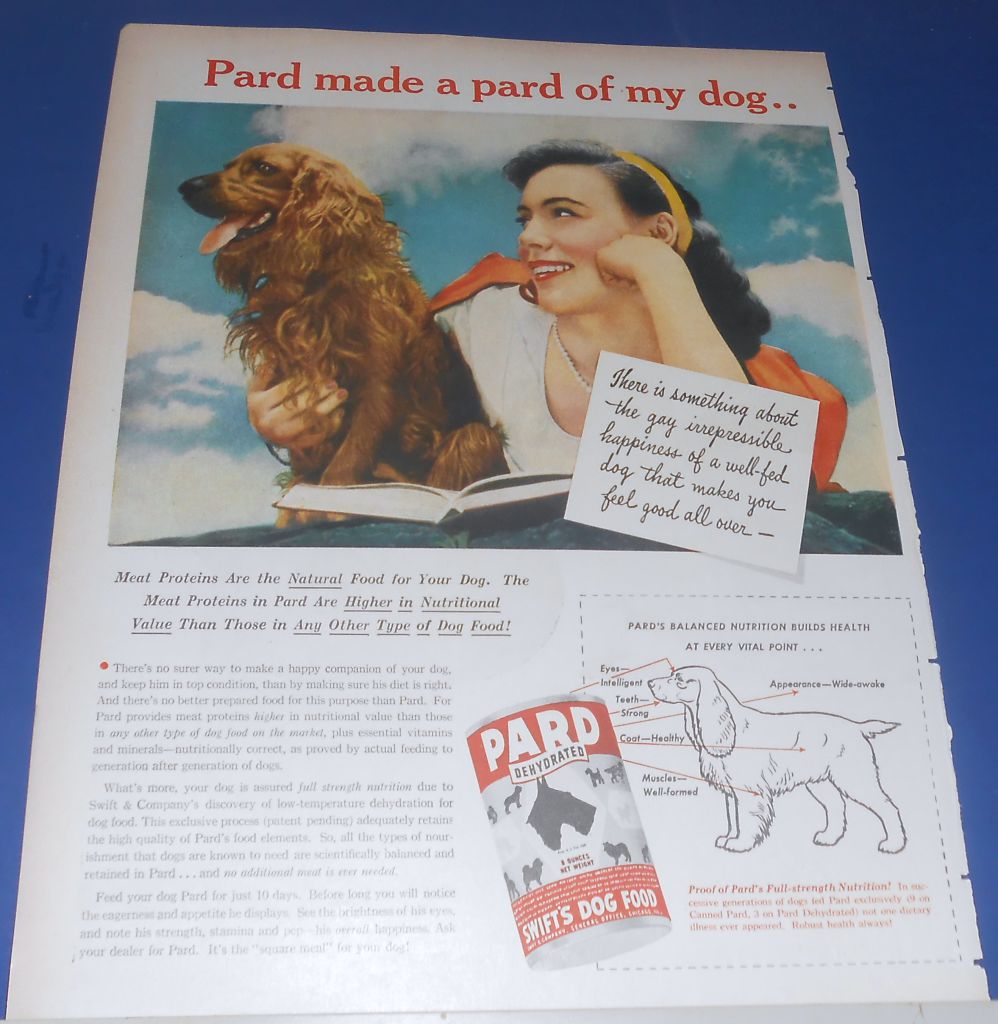 Pard made a pard of my dog..
There is something about
the gay irrepressible
happiness of a well-fed
dog that makes you
feel good all over —
Meat Proteins Are the Natural Food for Your Dog. The
Meat Proteins in Pard Are Higher in Nutritional
Value Than Those in Any Other Type of Dog Food!
• There's no surer way to make a happy companion of your dog,
and keep him in top condition, than by making sure his diet is right.
And there's no better prepared food for this purpose than Pard. For
Pard provides meat proteins higher in nutritional value than those
in any other type of dog food on the market, plus essential vitamins
and minerals—nutritionally correct, as proved by actual feeding to
generation after generation of dogs.
What's more, your dog is assured full strength nutrition due to
Swift & Company's discovery of low-temperature dehydration for
dog food. This exclusive process (patent pending) adequately retains
the high quality of Pard's food elements. So, all the types of nour-
ishment that dogs are known to need are scientifically balanced and
retained in Pard . . . and no additional meat is ever needed.
Feed your dog Pard for just 10 days. Before long you will notice
the eagerness and appetite he displays. See the brightness of his eyes,
and note his strength, stamina and pep—his overall happiness. Ask
your dealer for Pard. It's the "square meal" for your dog!
PARD'S BALANCED NUTRITION BUILDS HEALTH
AT EVERY VITAL POINT . . .
Eyes—
Intelligent
Teeth—
Strong
Coat—Healthy
Muscles—
Well-formed
Appearance—Wide-awake
PARD
DEHYDRATED
8 OUNCES
NET WEIGHT
SWIFT'S DOG FOOD
SWIFT & COMPANY, GENERAL OFFICE, CHICAGO, ILL.
Proof of Pard's Full-strength Nutrition! In suc-
cessive generations of dogs fed Pard exclusively (9 on
Canned Pard, 3 on Pard Dehydrated) not one dietary
illness ever appeared. Robust health always!